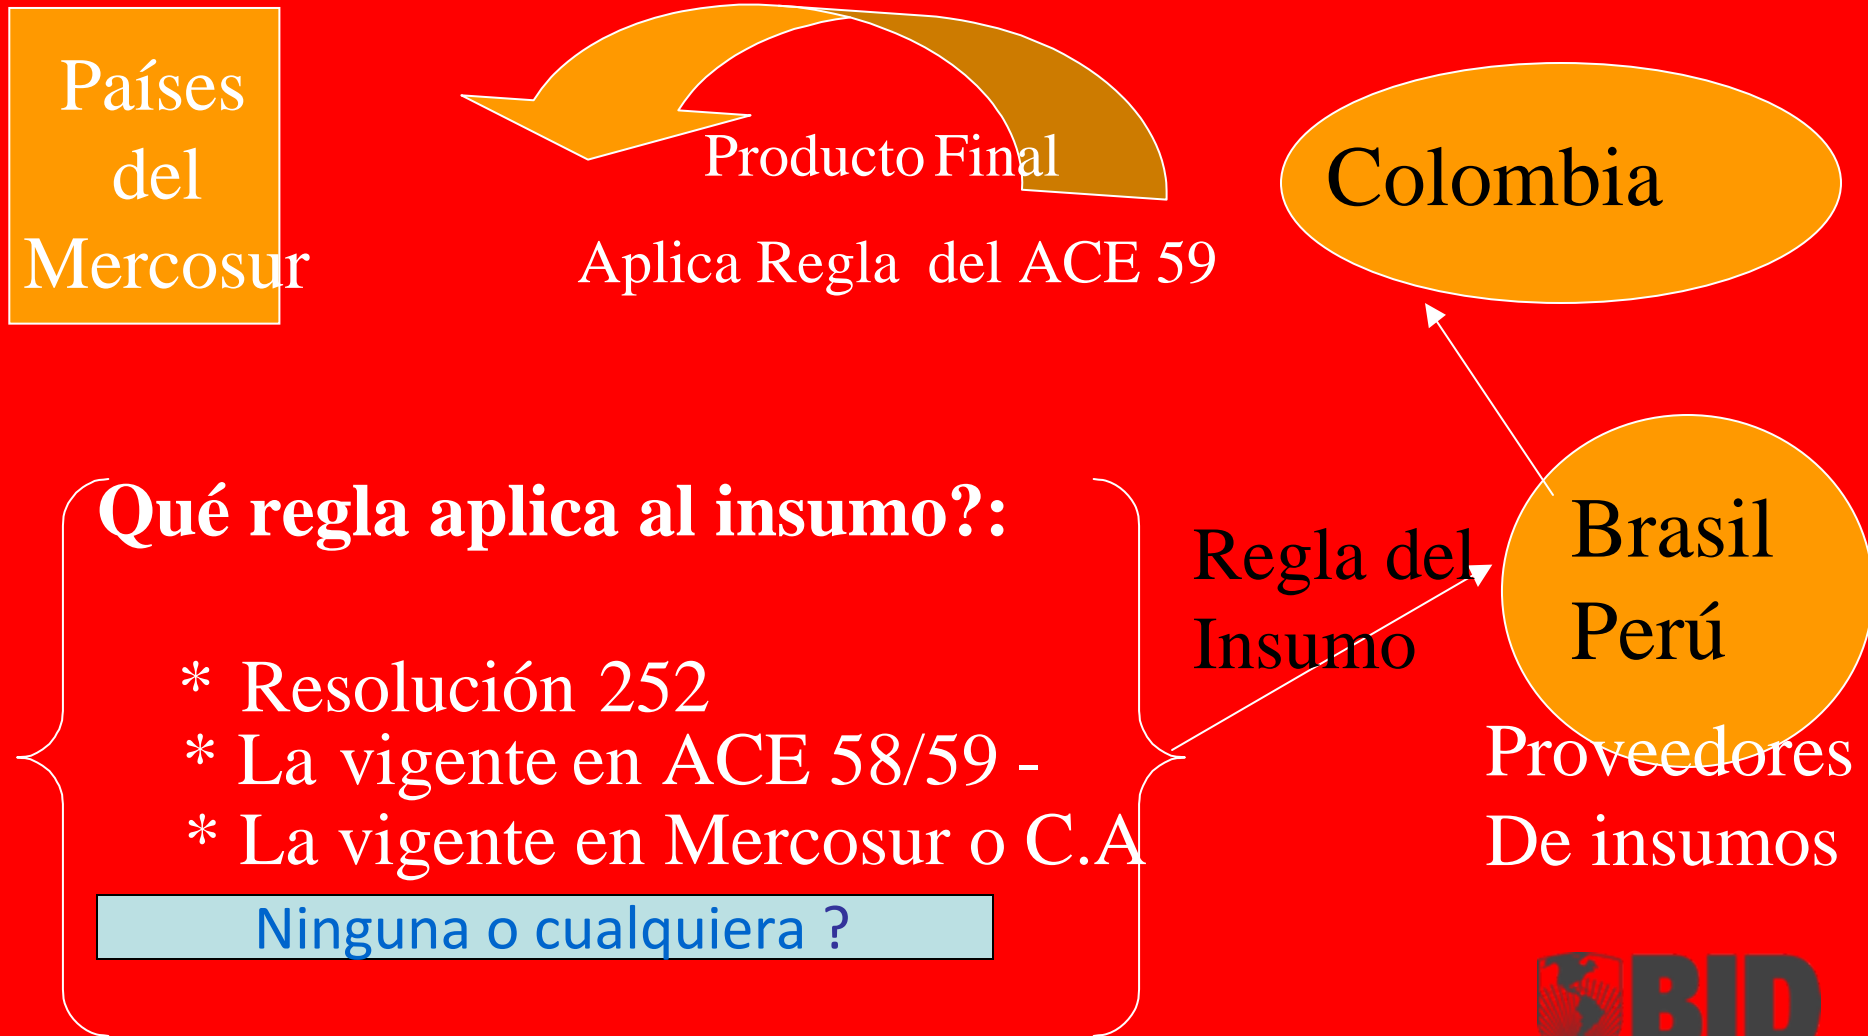 Países
del
Mercosur
Producto Final
Aplica Regla del ACE 59
Colombia
Qué regla aplica al insumo?:
* Resolución 252
* La vigente en ACE 58/59 -
* La vigente en Mercosur o C.A
Ninguna o cualquiera ?
Regla del
Insumo
Brasil
Perú
Proveedores
De insumos
BID